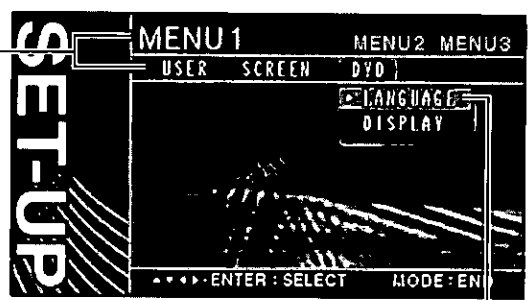 SET-UP
MENU1 MENU2 MENU3
USER SCREEN DVD
LANGUAGE
DISPLAY
▲▼◀▶·ENTER:SELECT MODE:END